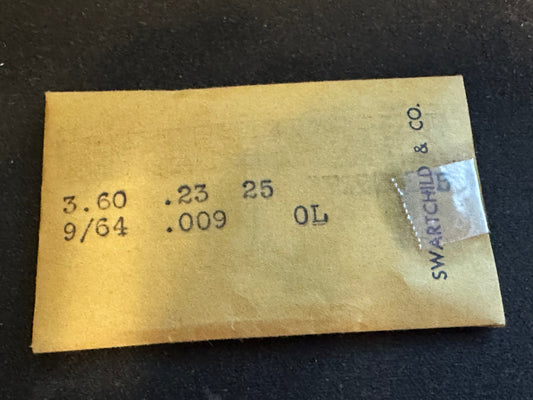 3.60 .23 25
9/64 .009 OL
SWARTCHILD & CO.